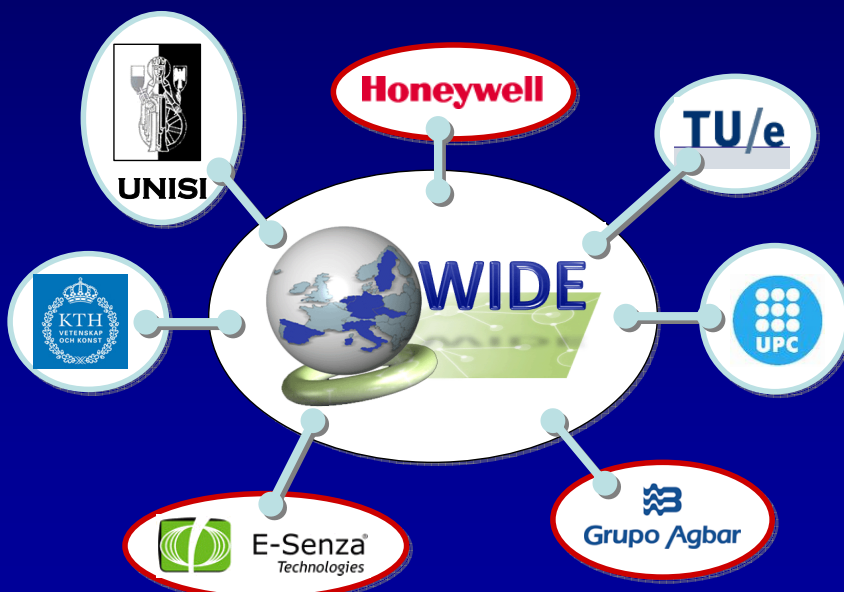 UNISI
Honeywell
TU/e
KTH
VETENSKAP
OCH KONST
WIDE
UPC
E-Senza®
Technologies
Grupo Agbar